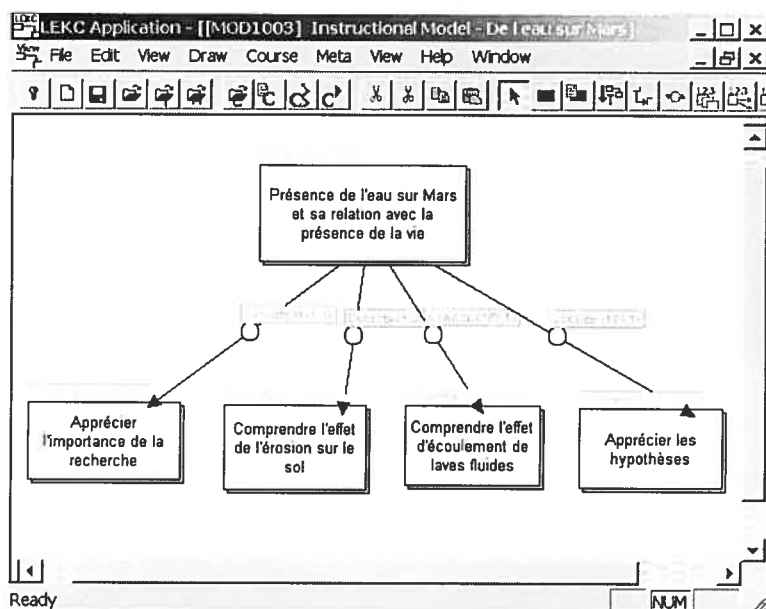 LEKC Application - [[MOD1003] Instructional Model - De l eau sur Mars]
File Edit View Draw Course Meta View Help Window
Présence de l'eau sur Mars
et sa relation avec la
présence de la vie
Apprécier
l'importance de la
recherche
Comprendre l'effet
de l'érosion sur le
sol
Comprendre l'effet
d'écoulement de
laves fluides
Apprécier les
hypothèses
Ready
NUM